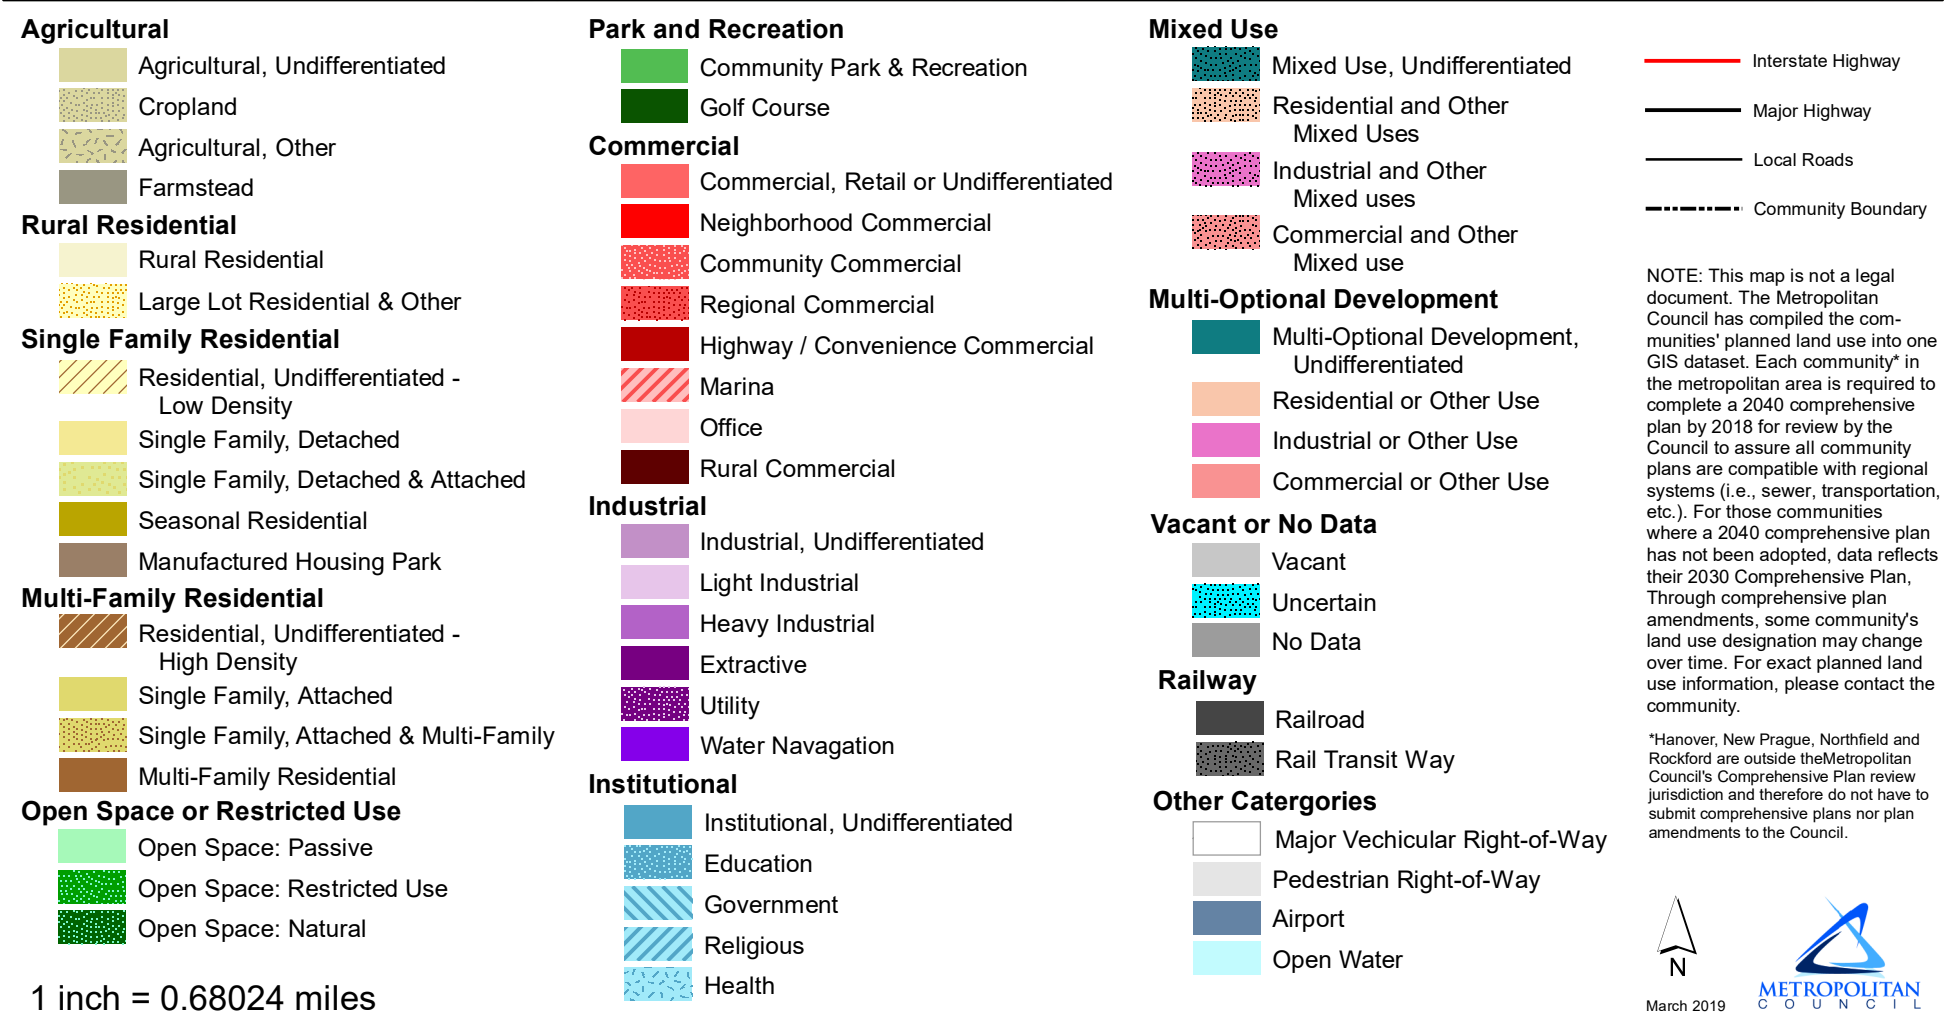 Agricultural
Agricultural, Undifferentiated
Cropland
Agricultural, Other
Farmstead
Rural Residential
Rural Residential
Large Lot Residential & Other
Single Family Residential
Residential, Undifferentiated -
Low Density
Single Family, Detached
Single Family, Detached & Attached
Seasonal Residential
Manufactured Housing Park
Multi-Family Residential
Residential, Undifferentiated -
High Density
Single Family, Attached
Single Family, Attached & Multi-Family
Multi-Family Residential
Open Space or Restricted Use
Open Space: Passive
Open Space: Restricted Use
Open Space: Natural
1 inch = 0.68024 miles
Park and Recreation
Community Park & Recreation
Golf Course
Commercial
Commercial, Retail or Undifferentiated
Neighborhood Commercial
Community Commercial
Regional Commercial
Highway / Convenience Commercial
Marina
Office
Rural Commercial
Industrial
Industrial, Undifferentiated
Light Industrial
Heavy Industrial
Extractive
Utility
Water Navagation
Institutional
Institutional, Undifferentiated
Education
Government
Religious
Health
Mixed Use
Mixed Use, Undifferentiated
Residential and Other
Mixed Uses
Industrial and Other
Mixed uses
Commercial and Other
Mixed use
Multi-Optional Development
Multi-Optional Development,
Undifferentiated
Residential or Other Use
Industrial or Other Use
Commercial or Other Use
Vacant or No Data
Vacant
Uncertain
No Data
Railway
Railroad
Rail Transit Way
Other Catergories
Major Vechicular Right-of-Way
Pedestrian Right-of-Way
Airport
Open Water
Interstate Highway
Major Highway
Local Roads
Community Boundary
NOTE: This map is not a legal
document. The Metropolitan
Council has compiled the com-
munities' planned land use into one
GIS dataset. Each community* in
the metropolitan area is required to
complete a 2040 comprehensive
plan by 2018 for review by the
Council to assure all community
plans are compatible with regional
systems (i.e., sewer, transportation,
etc.). For those communities
where a 2040 comprehensive plan
has not been adopted, data reflects
their 2030 Comprehensive Plan,
Through comprehensive plan
amendments, some community's
land use designation may change
over time. For exact planned land
use information, please contact the
community.
*Hanover, New Prague, Northfield and
Rockford are outside theMetropolitan
Council's Comprehensive Plan review
jurisdiction and therefore do not have to
submit comprehensive plans nor plan
amendments to the Council.
N
March 2019
METROPOLITAN
COUNCIL